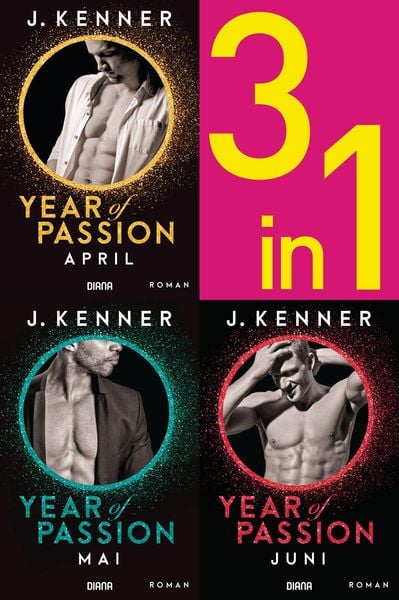 J. KENNER
YEAR of
PASSION
APRIL
DIANA ROMAN
3
in 1
J. KENNER
YEAR of
PASSION
MAI
DIANA ROMAN
J. KENNER
YEAR of
PASSION
JUNI
DIANA ROMAN